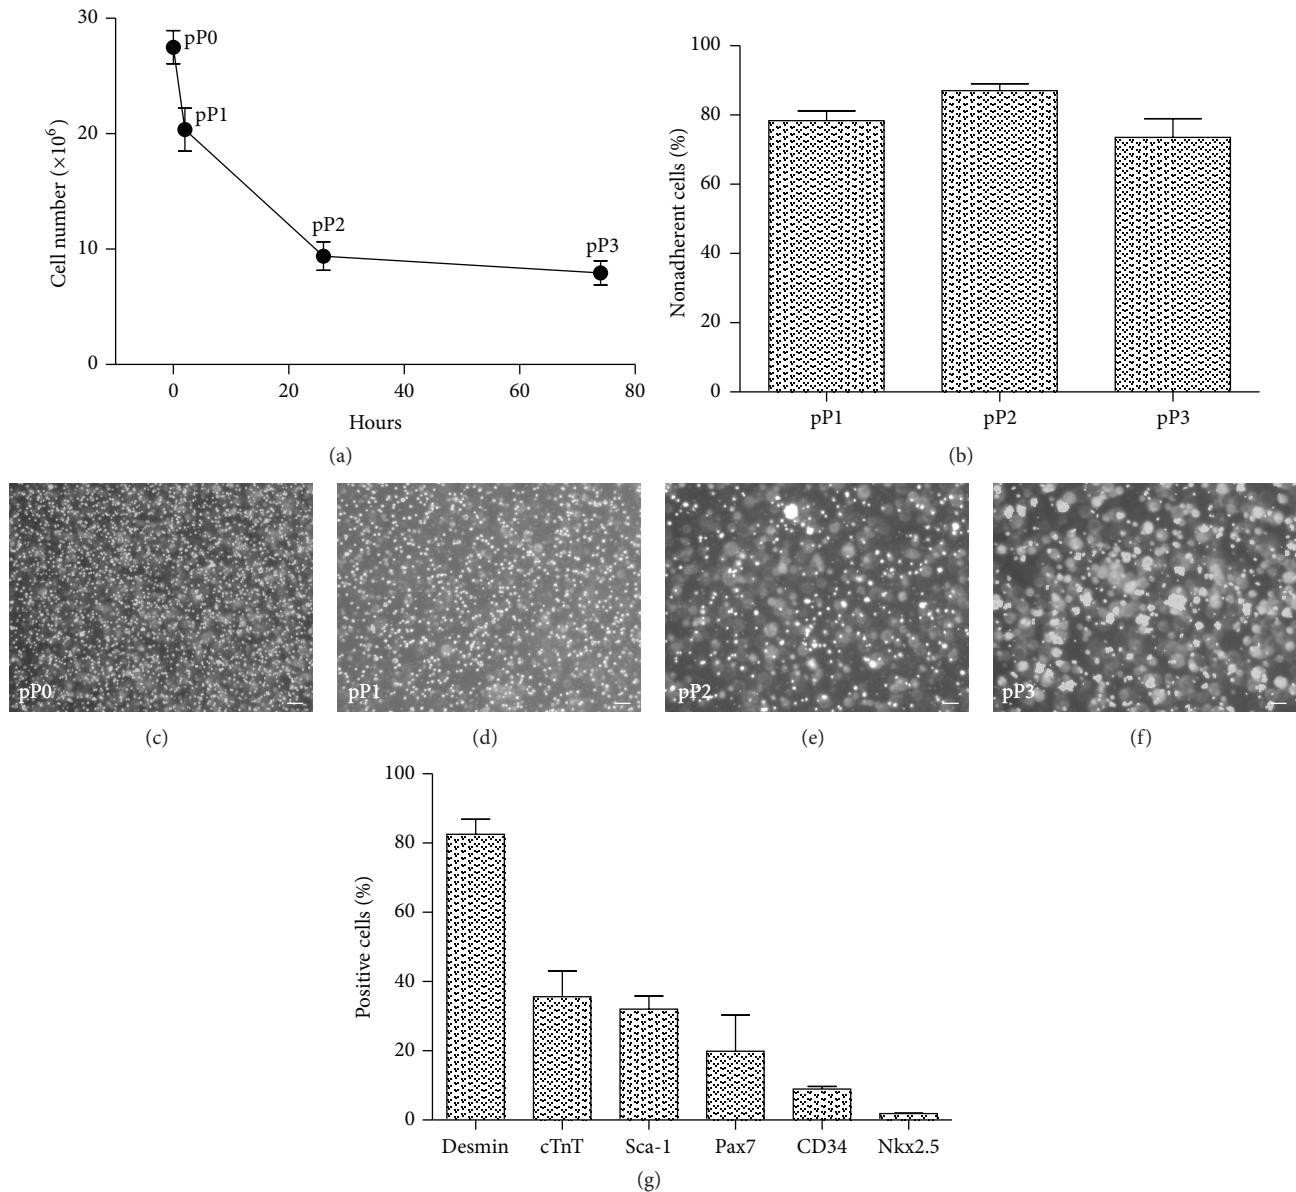 30
20
10
0
Cell number (×10⁶)
pP0
pP1
pP2
pP3
0 20 40 60 80
Hours
(a)
100
80
60
40
20
0
Nonadherent cells (%)
pP1 pP2 pP3
(b)
pP0
(c)
pP1
(d)
pP2
(e)
pP3
(f)
100
80
60
40
20
0
Positive cells (%)
Desmin cTnT Sca-1 Pax7 CD34 Nkx2.5
(g)